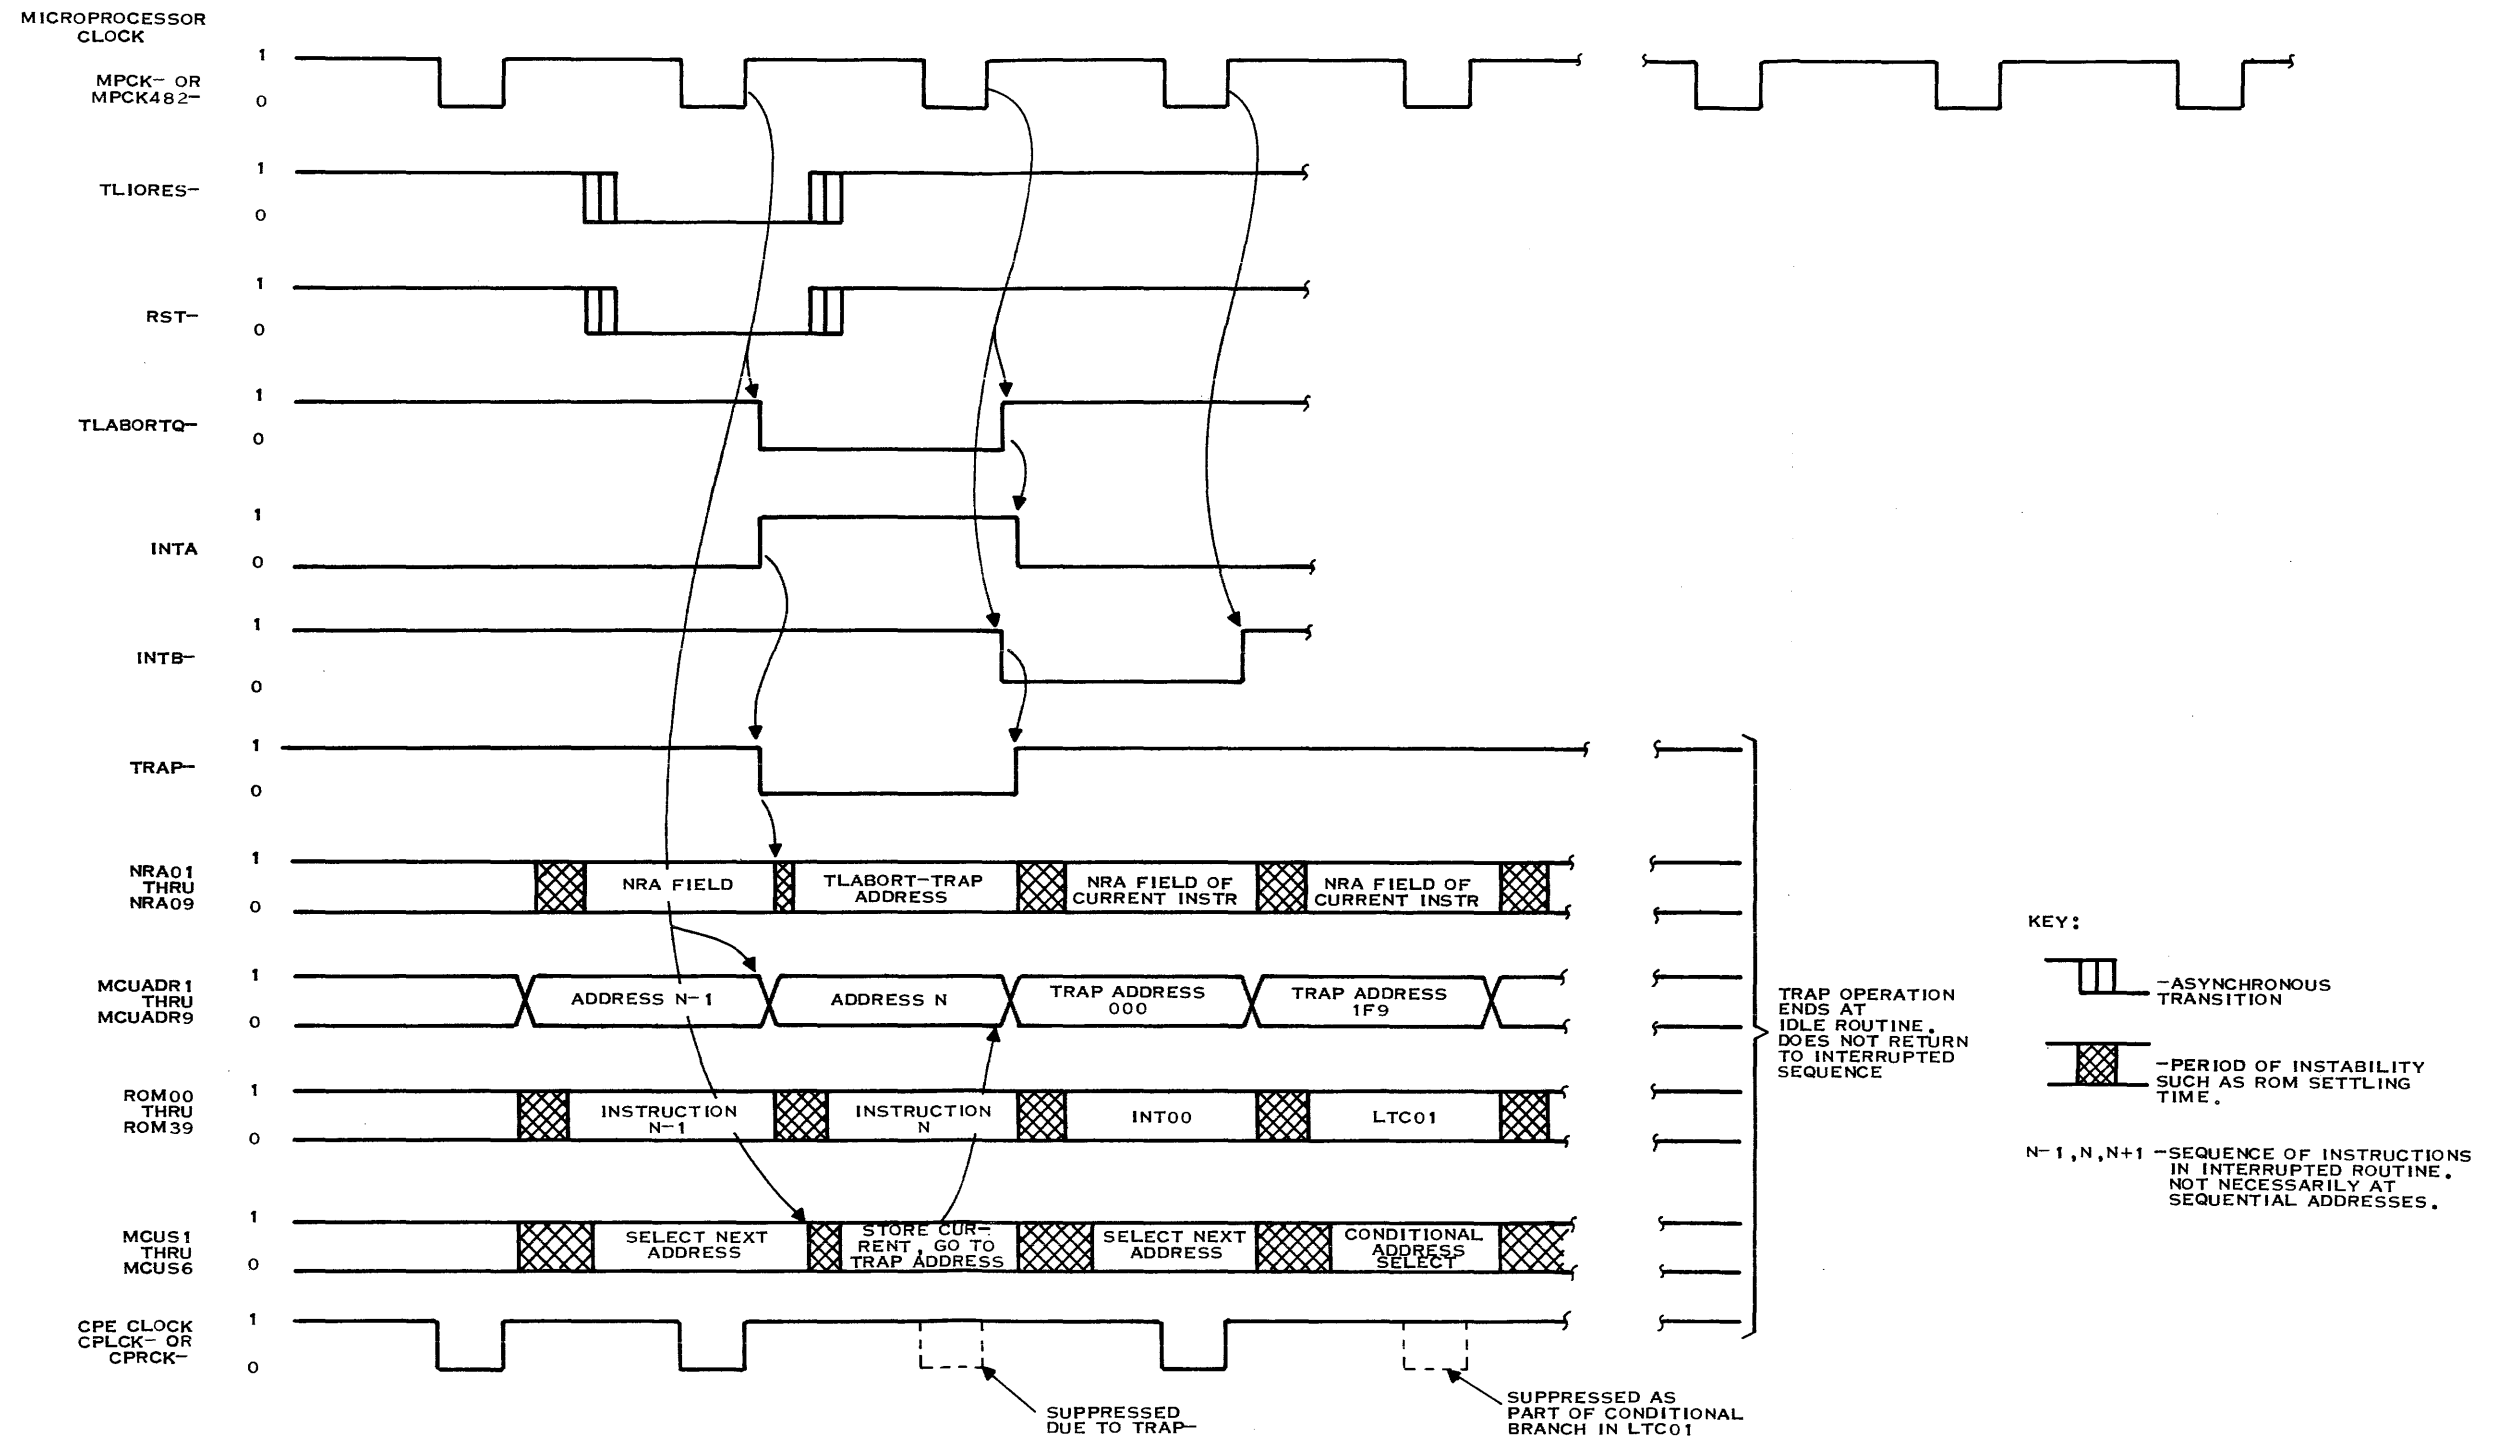 MICROPROCESSOR
CLOCK
MPCK- OR
MPCK482-
1
0
TLIORES-
1
0
RST-
1
0
TLABORTQ-
1
0
INTA
1
0
INTB-
1
0
TRAP-
1
0
NRA01
THRU
NRA09
1
0
NRA FIELD
TLABORT-TRAP
ADDRESS
NRA FIELD OF
CURRENT INSTR
NRA FIELD OF
CURRENT INSTR
MCUADR1
THRU
MCUADR9
1
0
ADDRESS N-1
ADDRESS N
TRAP ADDRESS
000
TRAP ADDRESS
1F9
ROM00
THRU
ROM39
1
0
INSTRUCTION
N-1
INSTRUCTION
N
INT00
LTC01
MCUS1
THRU
MCUS6
1
0
SELECT NEXT
ADDRESS
STORE CUR-
RENT, GO TO
TRAP ADDRESS
SELECT NEXT
ADDRESS
CONDITIONAL
ADDRESS
SELECT
CPE CLOCK
CPLCK- OR
CPRCK-
1
0
SUPPRESSED
DUE TO TRAP-
SUPPRESSED AS
PART OF CONDITIONAL
BRANCH IN LTC01
TRAP OPERATION
ENDS AT
IDLE ROUTINE.
DOES NOT RETURN
TO INTERRUPTED
SEQUENCE
KEY:
-ASYNCHRONOUS
TRANSITION
-PERIOD OF INSTABILITY
SUCH AS ROM SETTLING
TIME.
N-1,N,N+1 -SEQUENCE OF INSTRUCTIONS
IN INTERRUPTED ROUTINE.
NOT NECESSARILY AT
SEQUENTIAL ADDRESSES.